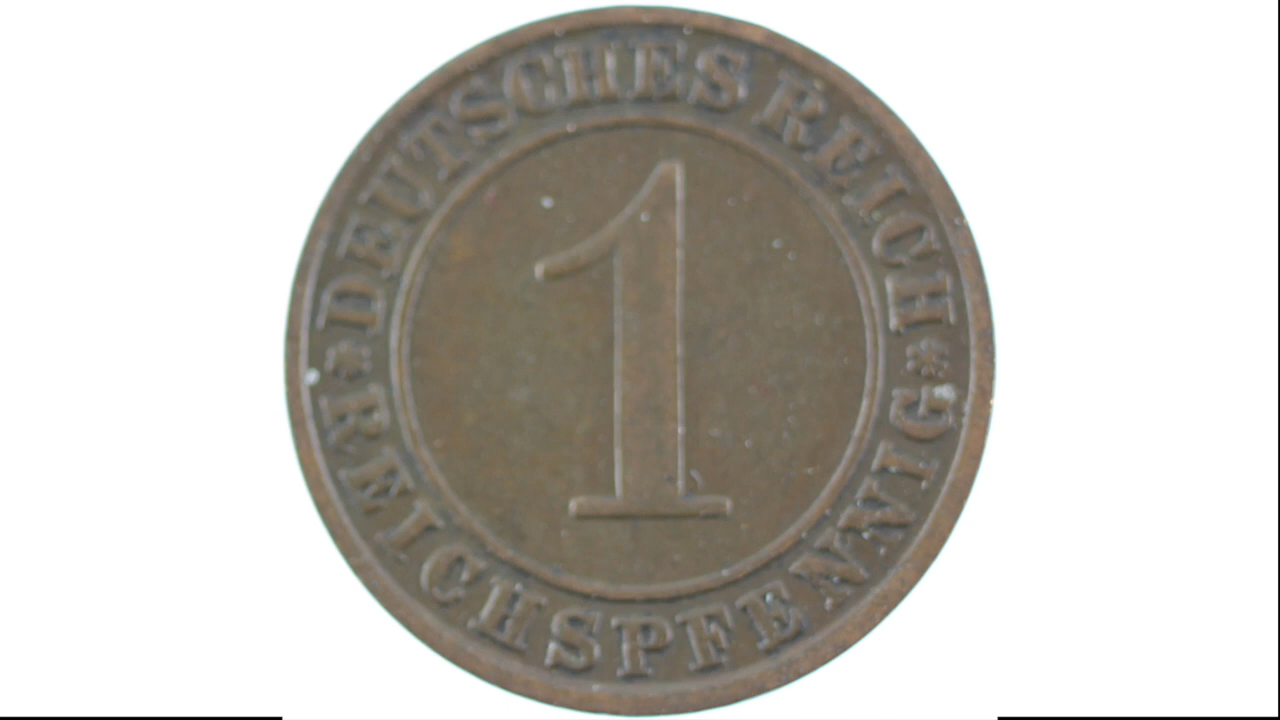 DEUTSCHES REICH
1
* REICHSPFENNIG *